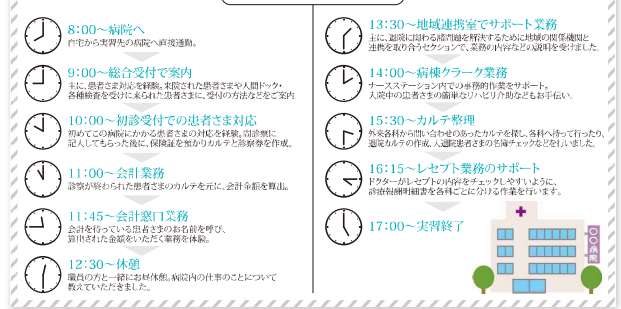 8:00～病院へ
自宅から実習先の病院へ直接通勤。
9:00～総合受付で案内
主に、患者さま対応を経験。来院された患者さまや人間ドック・
各種検査を受けに来られた患者さまに、受付の方法などをご案内。
10:00～初診受付での患者さま対応
初めてこの病院にかかる患者さまの対応を経験。問診票に
記入してもらった後に、保険証を預かりカルテと診察券を作成。
11:00～会計業務
診察が終わられた患者さまのカルテを元に、会計金額を算出。
11:45～会計窓口業務
会計を待っている患者さまのお名前を呼び、
算出された金額をいただく業務を体験。
12:30～休憩
職員の方と一緒にお昼休憩。病院内の仕事のことについて
教えていただきました。
13:30～地域連携室でサポート業務
主に、退院に関わる諸問題を解決するために地域の関係機関と
連携を取り合うセクションで、業務の内容などの説明を受けました。
14:00～病棟クラーク業務
ナースステーション内での事務的作業をサポート。
入院中の患者さまの簡単なリハビリ介助などもお手伝い。
15:30～カルテ整理
外来各科から問い合わせのあったカルテを探し、各科へ持って行ったり、
退院カルテの作成、入退院患者さまの名簿チェックなどを行いました。
16:15～レセプト業務のサポート
ドクターがレセプトの内容をチェックしやすいように、
診療報酬明細書を各科ごとに分ける作業を行います。
17:00～実習終了
〇〇病院